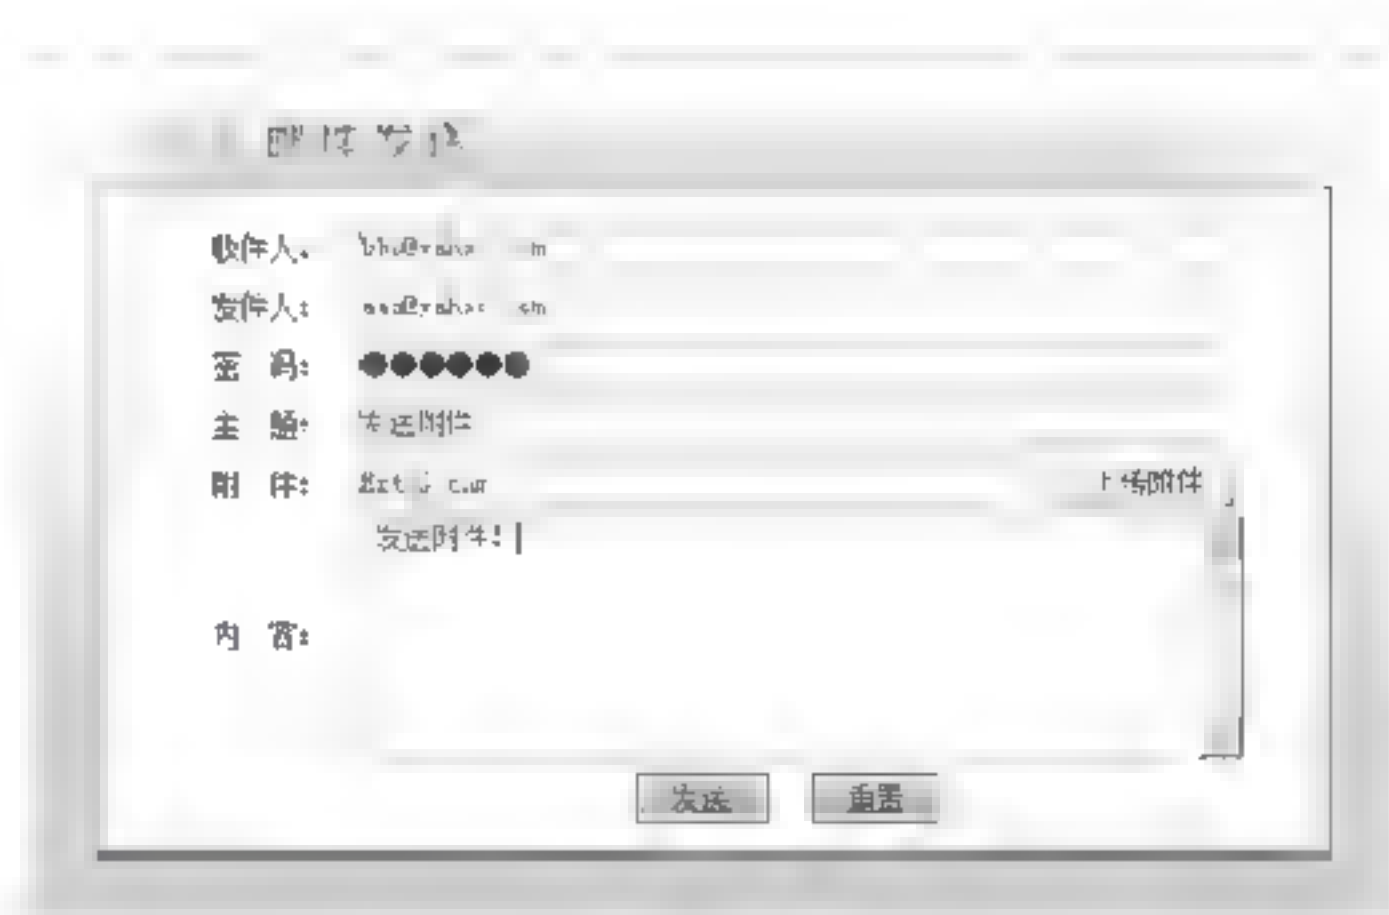 邮件发送
收件人：
发件人：
密 码： ●●●●●●
主 题： 发送附件
附 件： 上传附件
发送附件！
内 容：
发送 重置